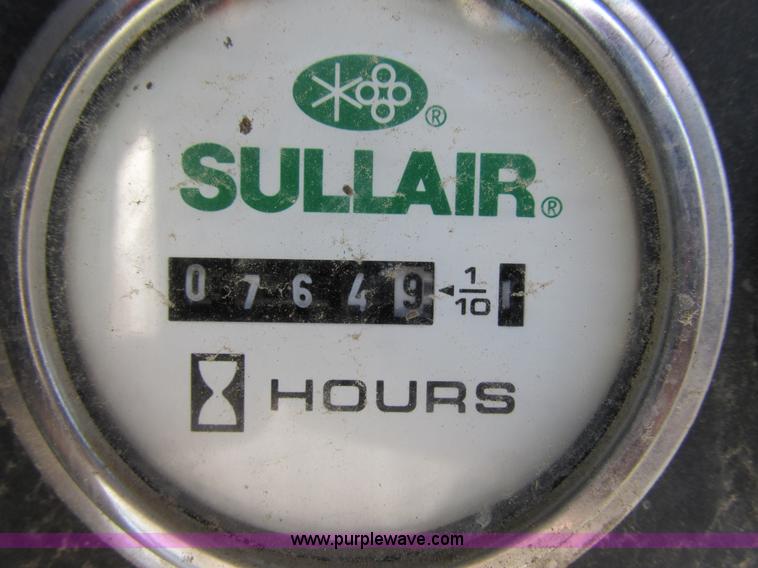 ®
SULLAIR®
07649 1/10 1
HOURS
www.purplewave.com